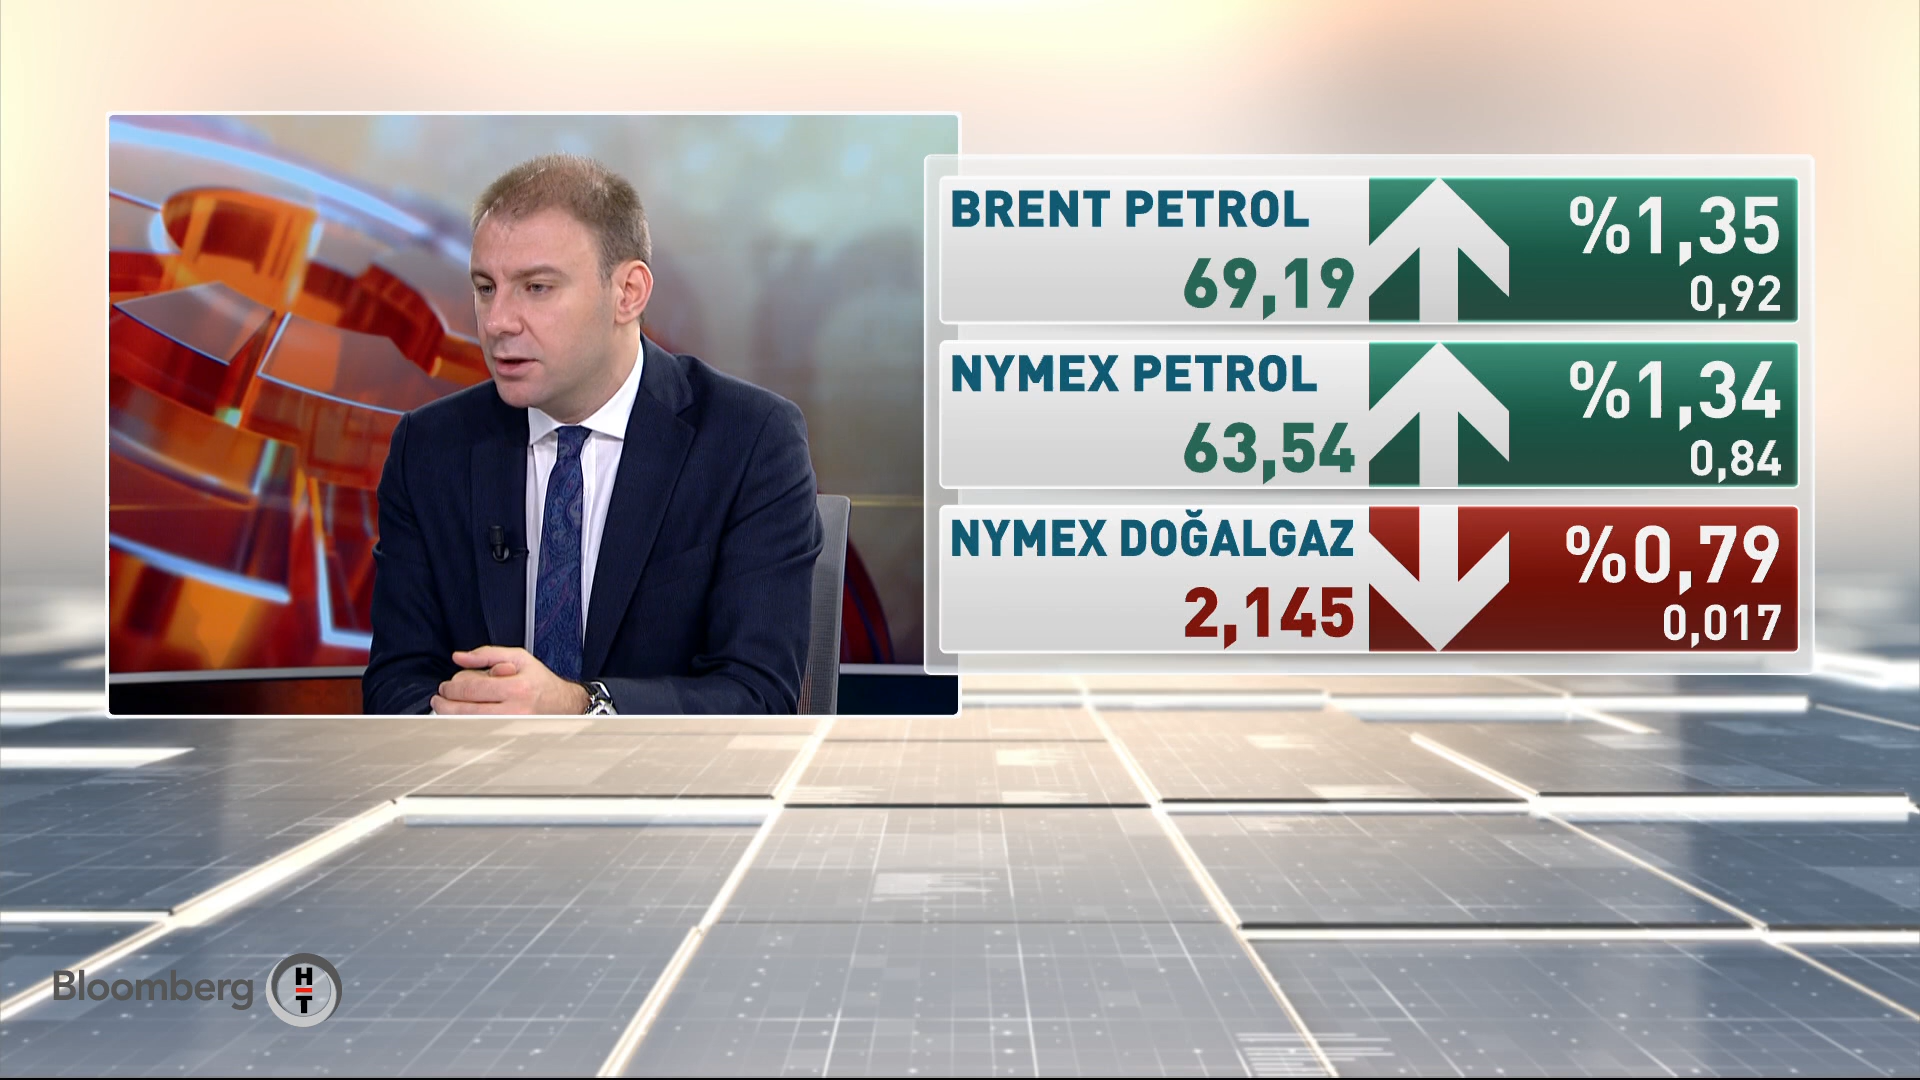 BRENT PETROL
69,19
%1,35
0,92
NYMEX PETROL
63,54
%1,34
0,84
NYMEX DOĞALGAZ
2,145
%0,79
0,017
Bloomberg HT